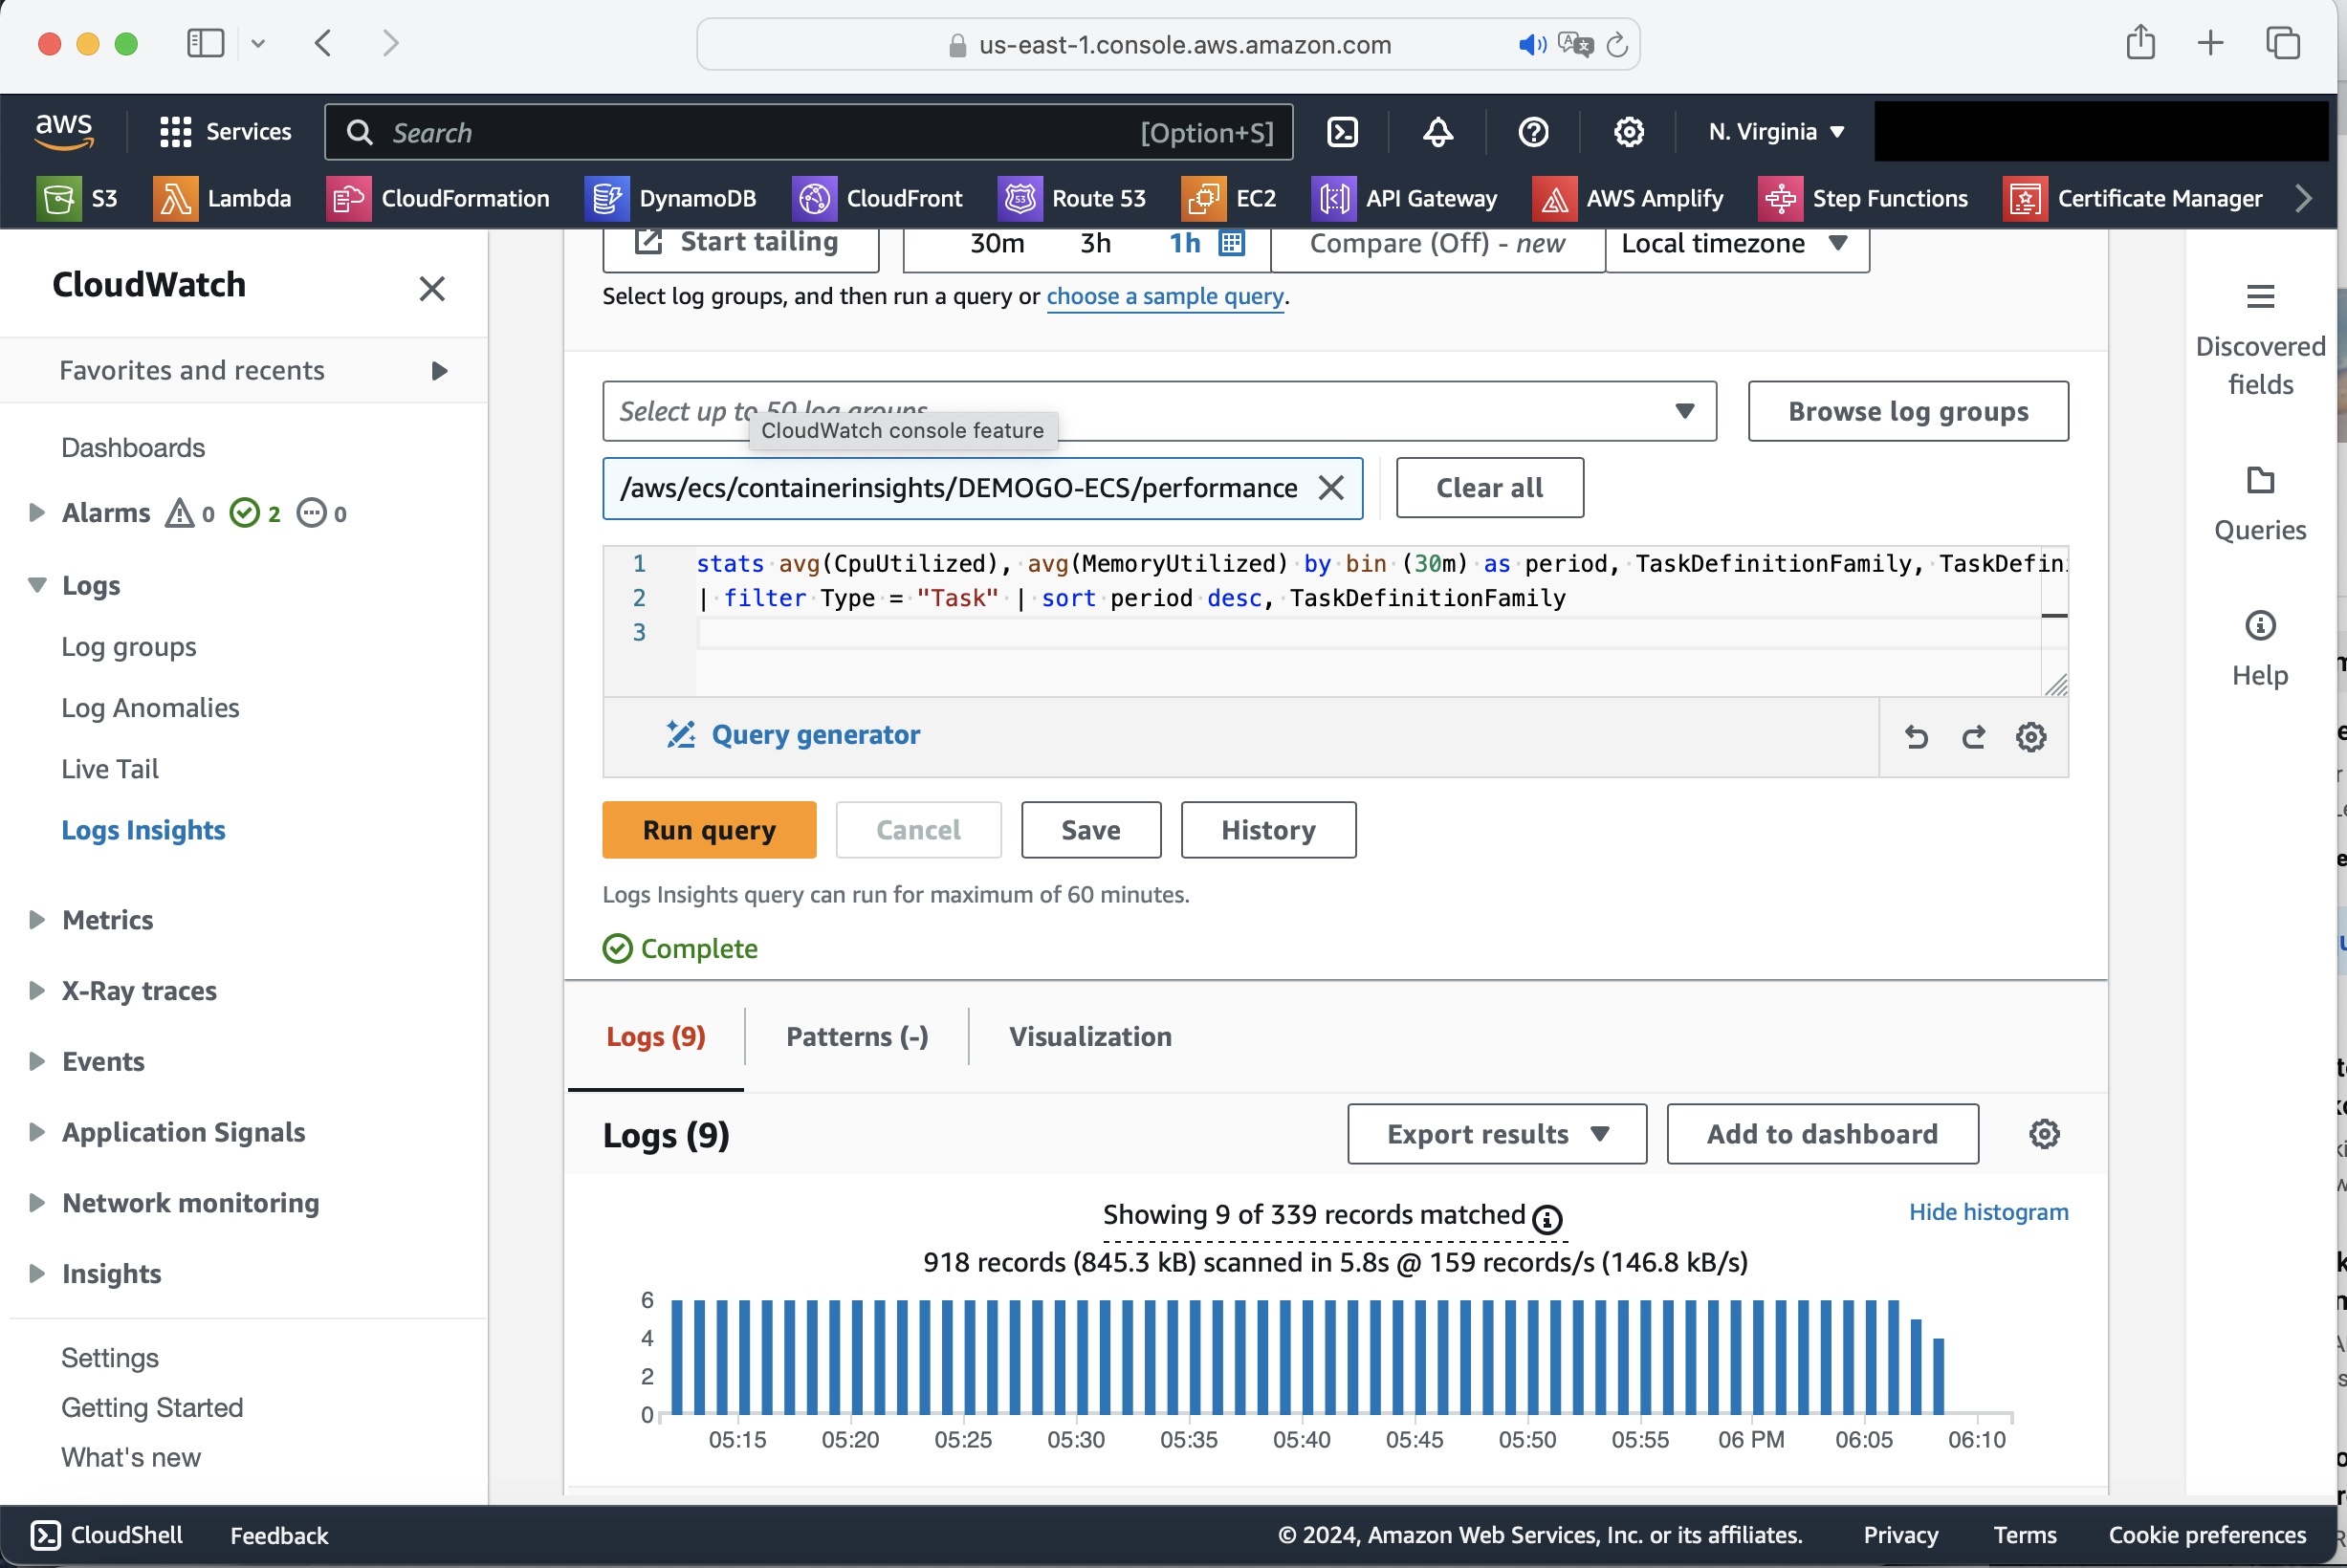 us-east-1.console.aws.amazon.com
aws
Services
Search
[Option+S]
N. Virginia
S3
Lambda
CloudFormation
DynamoDB
CloudFront
53
Route 53
EC2
API Gateway
AWS Amplify
Step Functions
Certificate Manager
CloudWatch
Favorites and recents
Dashboards
Alarms 0 2 0
Logs
Log groups
Log Anomalies
Live Tail
Logs Insights
Metrics
X-Ray traces
Events
Application Signals
Network monitoring
Insights
Settings
Getting Started
What's new
Start tailing
30m
3h
1h
Compare (Off) - new
Local timezone
Select log groups, and then run a query or choose a sample query.
Select up to 50 log groups
CloudWatch console feature
Browse log groups
/aws/ecs/containerinsights/DEMOGO-ECS/performance
Clear all
1 stats avg(CpuUtilized), avg(MemoryUtilized) by bin (30m) as period, TaskDefinitionFamily, TaskDefin
2 | filter Type = "Task" | sort period desc, TaskDefinitionFamily
3
Query generator
Run query
Cancel
Save
History
Logs Insights query can run for maximum of 60 minutes.
Complete
Logs (9)
Patterns (-)
Visualization
Logs (9)
Export results
Add to dashboard
Showing 9 of 339 records matched
Hide histogram
918 records (845.3 kB) scanned in 5.8s @ 159 records/s (146.8 kB/s)
6
4
2
0
05:15 05:20 05:25 05:30 05:35 05:40 05:45 05:50 05:55 06 PM 06:05 06:10
Discovered
fields
Queries
Help
CloudShell
Feedback
© 2024, Amazon Web Services, Inc. or its affiliates.
Privacy
Terms
Cookie preferences